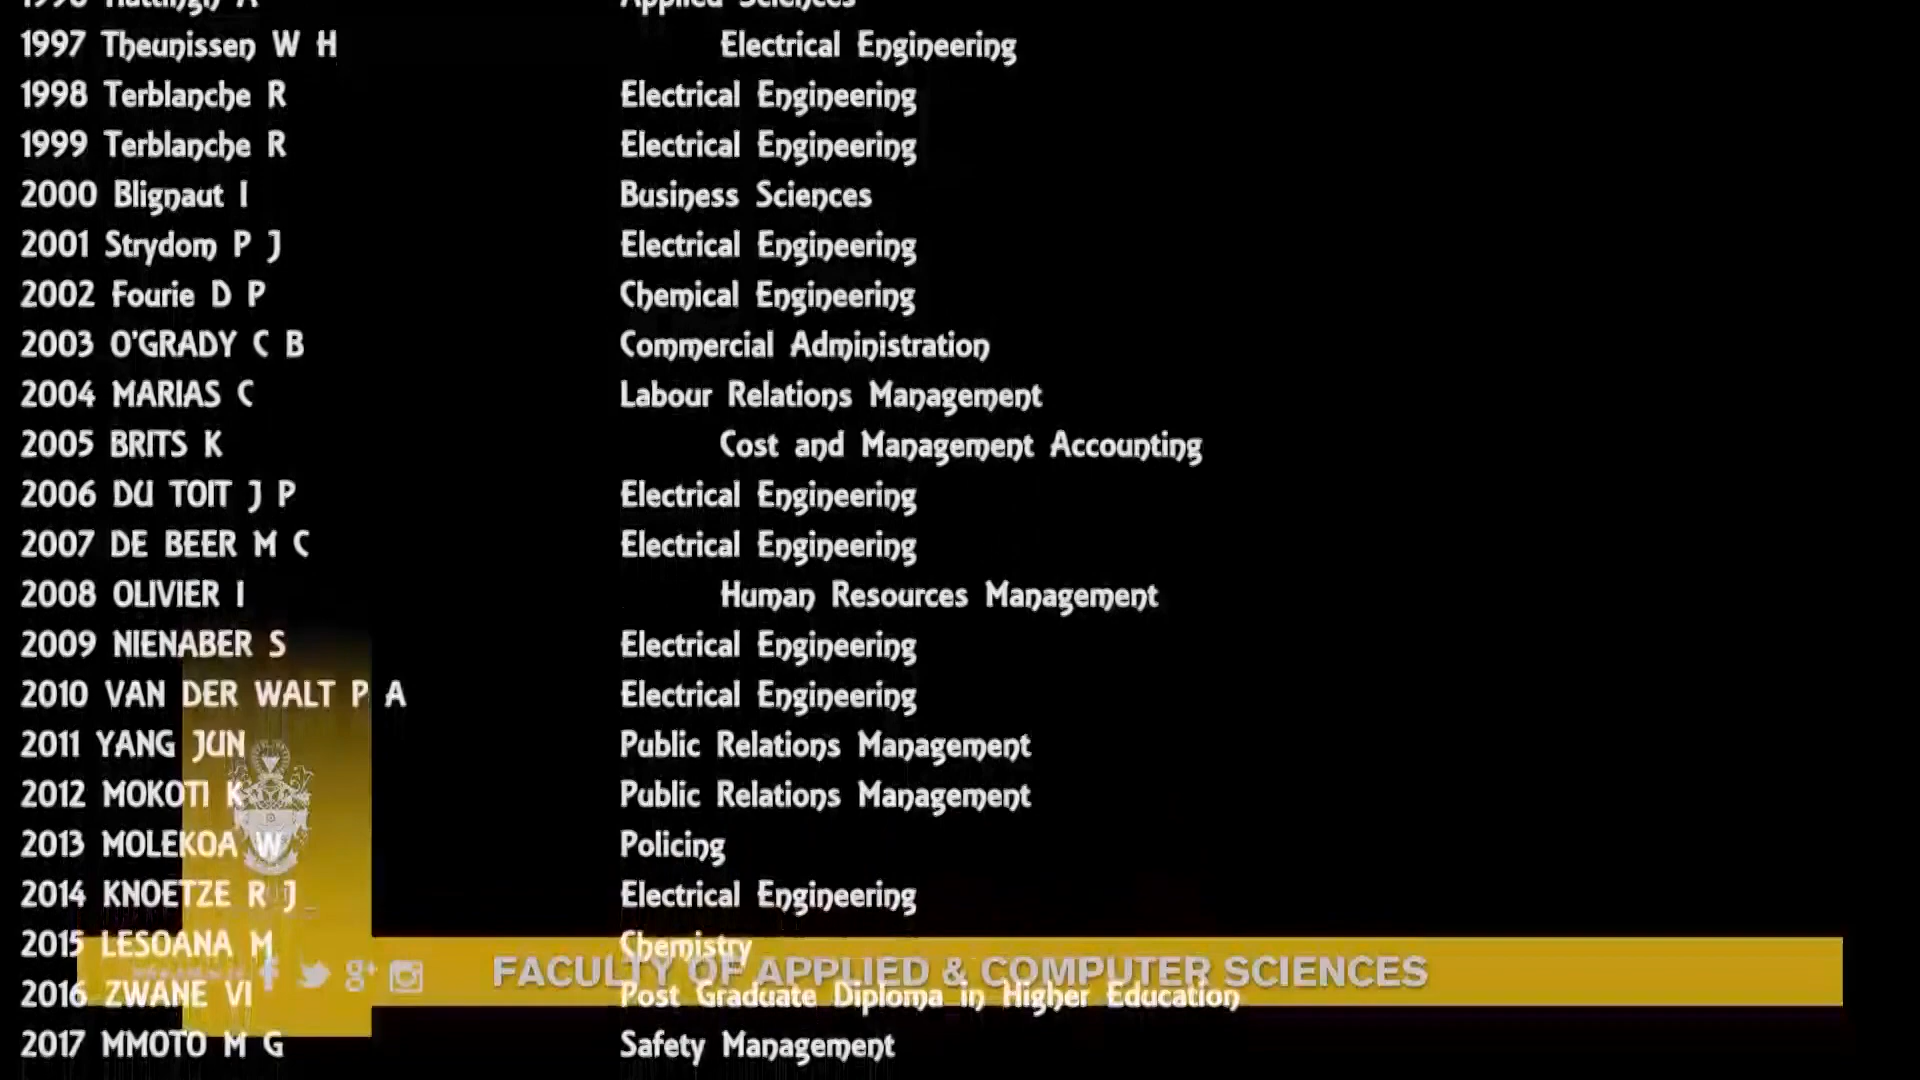 1996 Hattingh A Applied Sciences
1997 Theunissen W H Electrical Engineering
1998 Terblanche R Electrical Engineering
1999 Terblanche R Electrical Engineering
2000 Blignaut I Business Sciences
2001 Strydom P J Electrical Engineering
2002 Fourie D P Chemical Engineering
2003 O'GRADY C B Commercial Administration
2004 MARIAS C Labour Relations Management
2005 BRITS K Cost and Management Accounting
2006 DU TOIT J P Electrical Engineering
2007 DE BEER M C Electrical Engineering
2008 OLIVIER I Human Resources Management
2009 NIENABER S Electrical Engineering
2010 VAN DER WALT P A Electrical Engineering
2011 YANG JUN Public Relations Management
2012 MOKOTI K Public Relations Management
2013 MOLEKOA W Policing
2014 KNOETZE R J Electrical Engineering
2015 LESOANA M Chemistry
FACULTY OF APPLIED & COMPUTER SCIENCES
2016 ZWANE VI Post Graduate Diploma in Higher Education
2017 MMOTO M G Safety Management